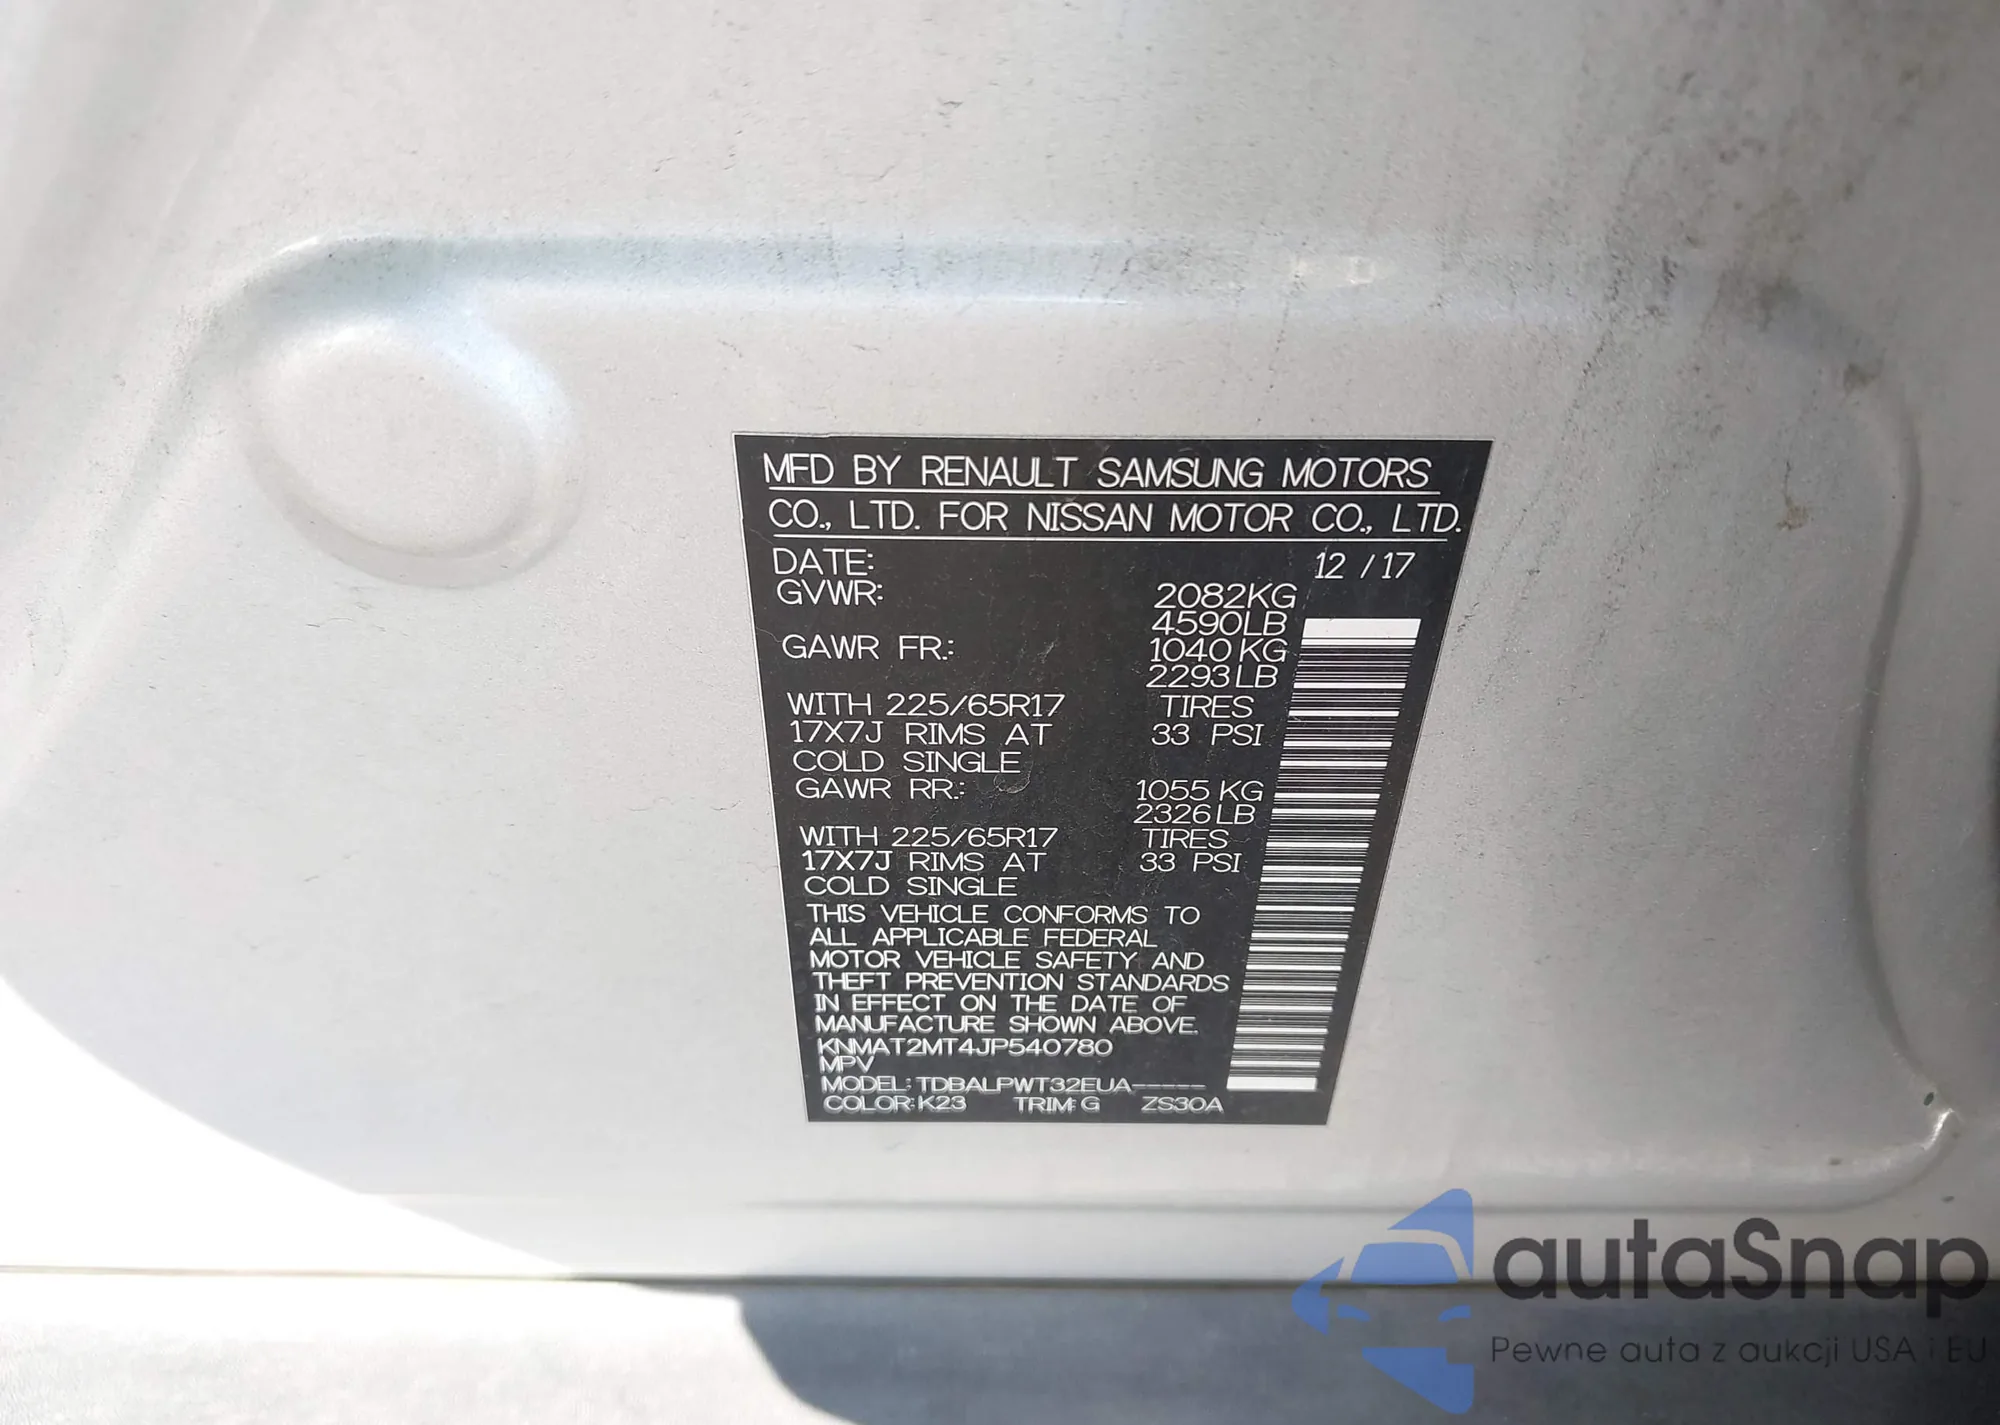 MFD BY RENAULT SAMSUNG MOTORS
CO., LTD. FOR NISSAN MOTOR CO., LTD.
DATE: 12 / 17
GVWR: 2082KG
4590LB
GAWR FR.: 1040 KG
2293LB
WITH 225/65R17 TIRES
17X7J RIMS AT 33 PSI
COLD SINGLE
GAWR RR.: 1055 KG
2326LB
WITH 225/65R17 TIRES
17X7J RIMS AT 33 PSI
COLD SINGLE
THIS VEHICLE CONFORMS TO
ALL APPLICABLE FEDERAL
MOTOR VEHICLE SAFETY AND
THEFT PREVENTION STANDARDS
IN EFFECT ON THE DATE OF
MANUFACTURE SHOWN ABOVE.
KNMAT2MT4JP540780
MPV
MODEL: TDBALPWT32EUA-----
COLOR: K23 TRIM: G ZS30A
autaSnap
Pewne auta z aukcji USA i EU